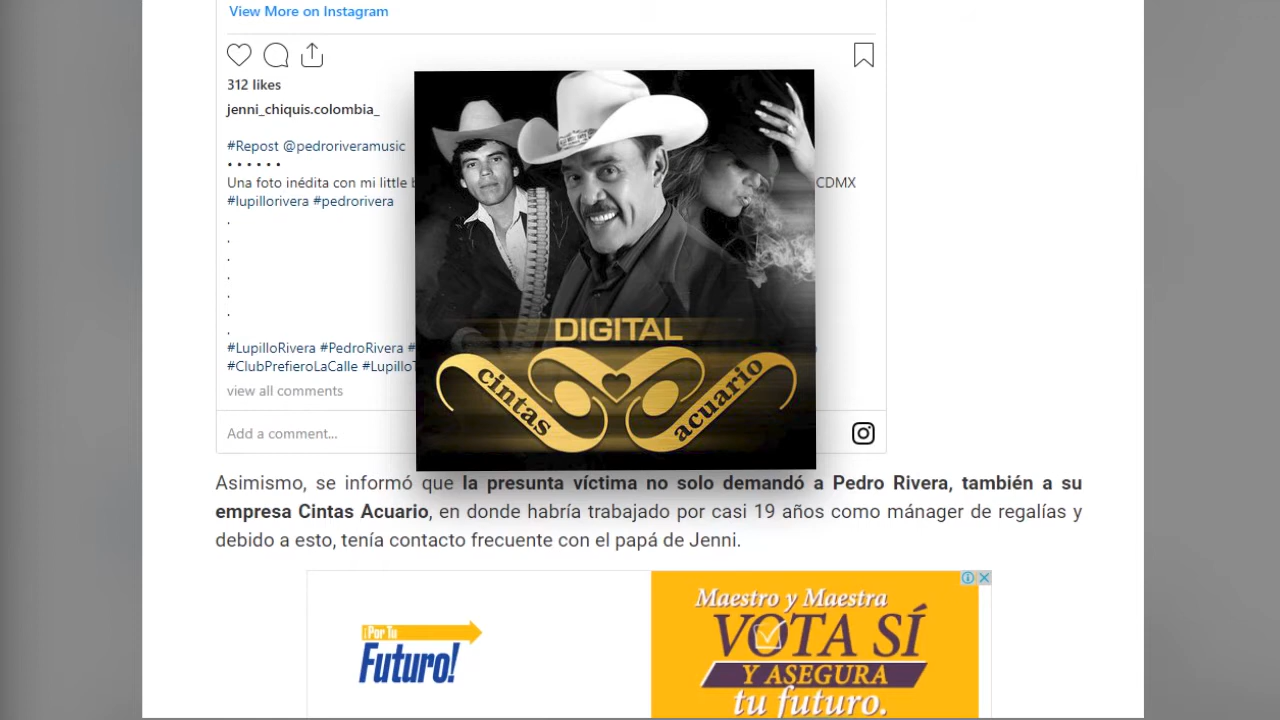 View More on Instagram
312 likes
jenni_chiquis.colombia_
#Repost @pedroriveramusic
• • • • • •
Una foto inédita con mi little
CDMX
#lupillorivera #pedrorivera
.
.
.
.
.
.
.
#LupilloRivera #PedroRivera #
#ClubPrefieroLaCalle
view all comments
Add a comment...
DIGITAL
cintas acuario
Asimismo, se informó que la presunta víctima no solo demandó a Pedro Rivera, también a su
empresa Cintas Acuario, en donde habría trabajado por casi 19 años como mánager de regalías y
debido a esto, tenía contacto frecuente con el papá de Jenni.
¡Por Tu
Futuro!
Maestro y Maestra
VOTA SÍ
Y ASEGURA
tu futuro.